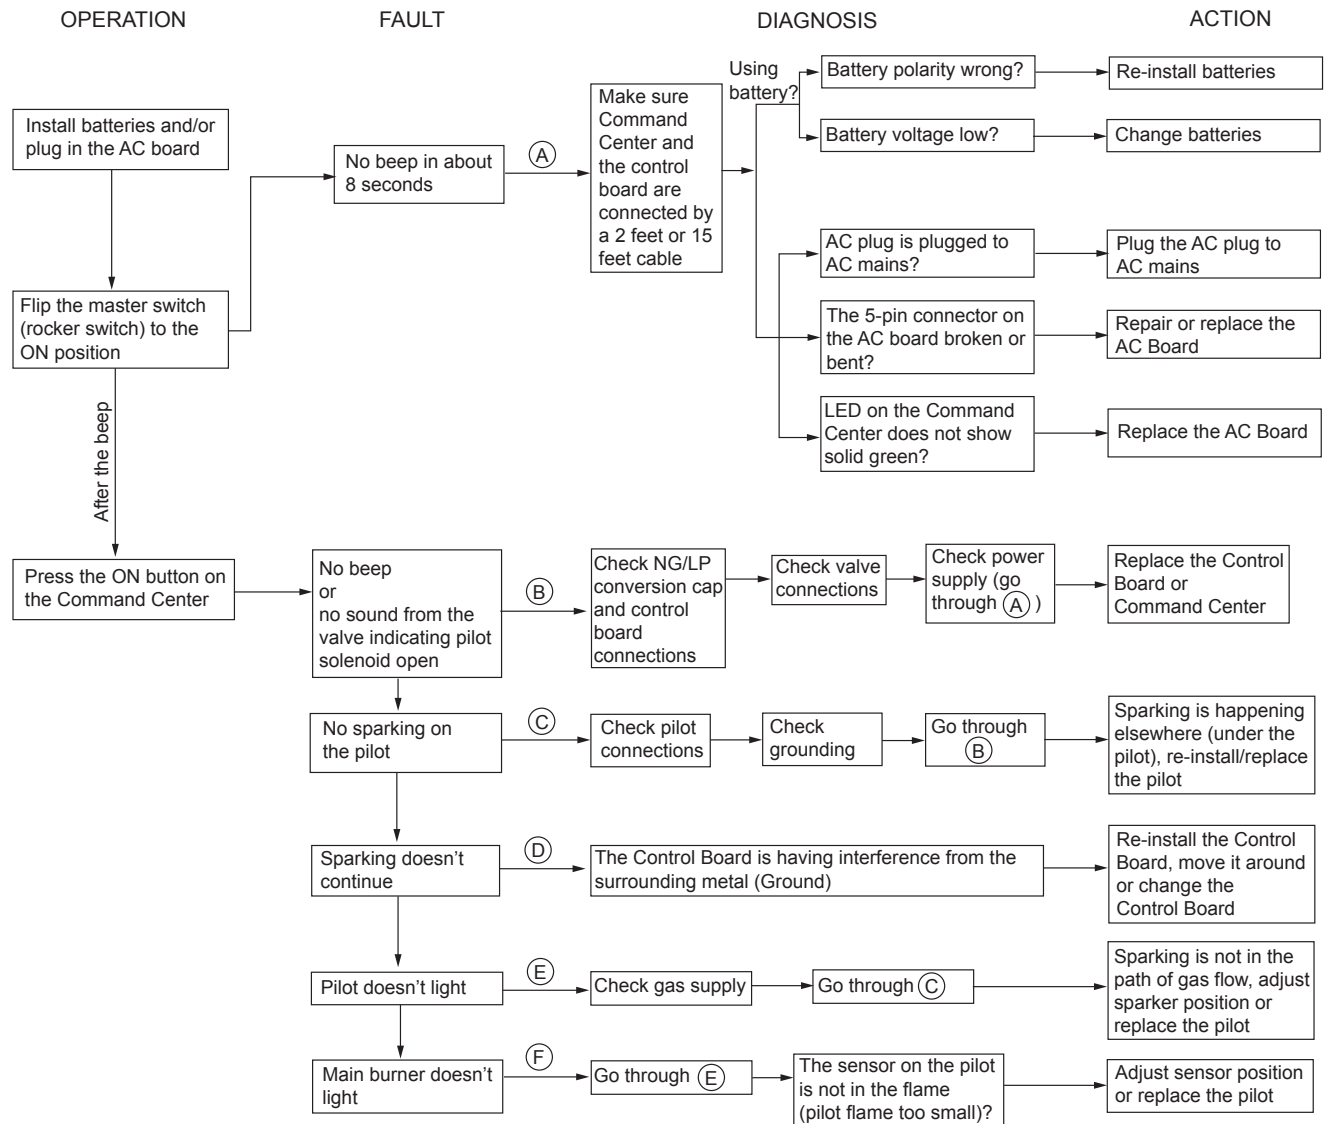 OPERATION
FAULT
DIAGNOSIS
ACTION
Install batteries and/or
plug in the AC board
Flip the master switch
(rocker switch) to the
ON position
After the beep
Press the ON button on
the Command Center
No beep in about
8 seconds
A
Make sure
Command
Center and
the control
board are
connected by
a 2 feet or 15
feet cable
Using
battery?
Battery polarity wrong?
Re-install batteries
Battery voltage low?
Change batteries
AC plug is plugged to
AC mains?
Plug the AC plug to
AC mains
The 5-pin connector on
the AC board broken or
bent?
Repair or replace the
AC Board
LED on the Command
Center does not show
solid green?
Replace the AC Board
No beep
or
no sound from the
valve indicating pilot
solenoid open
B
Check NG/LP
conversion cap
and control
board
connections
Check valve
connections
Check power
supply (go
through A )
Replace the Control
Board or
Command Center
No sparking on
the pilot
C
Check pilot
connections
Check
grounding
Go through
B
Sparking is happening
elsewhere (under the
pilot), re-install/replace
the pilot
Sparking doesn't
continue
D
The Control Board is having interference from the
surrounding metal (Ground)
Re-install the Control
Board, move it around
or change the
Control Board
Pilot doesn't light
E
Check gas supply
Go through C
Sparking is not in the
path of gas flow, adjust
sparker position or
replace the pilot
Main burner doesn't
light
F
Go through E
The sensor on the pilot
is not in the flame
(pilot flame too small)?
Adjust sensor position
or replace the pilot